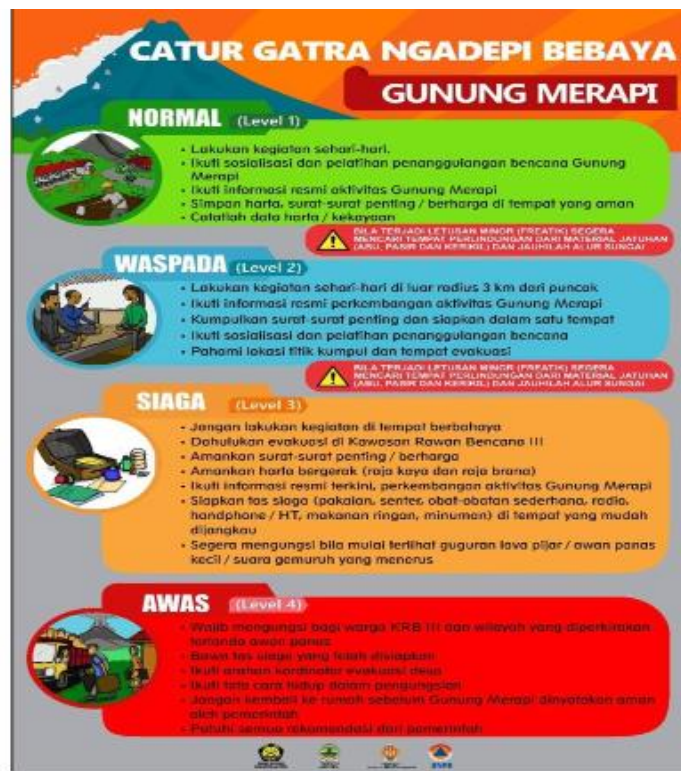 CATUR GATRA NGADEPI BEBAYA
GUNUNG MERAPI
NORMAL (Level 1)
• Lakukan kegiatan sehari-hari.
• Ikuti sosialisasi dan pelatihan penanggulangan bencana Gunung
Merapi
• Ikuti informasi resmi aktivitas Gunung Merapi
• Simpan harta, surat-surat penting / berharga di tempat yang aman
• Catatlah data harta / kekayaan
BILA TERJADI LETUSAN MINOR (FREATIK) SEGERA
MENCARI TEMPAT PERLINDUNGAN DARI MATERIAL JATUHAN
(ABU, PASIR DAN KERIKIL) DAN JAUHILAH ALUR SUNGAI
WASPADA (Level 2)
• Lakukan kegiatan sehari-hari di luar radius 3 km dari puncak
• Ikuti informasi resmi perkembangan aktivitas Gunung Merapi
• Kumpulkan surat-surat penting dan siapkan dalam satu tempat
• Ikuti sosialisasi dan pelatihan penanggulangan bencana
• Pahami lokasi titik kumpul dan tempat evakuasi
BILA TERJADI LETUSAN MINOR (FREATIK) SEGERA
MENCARI TEMPAT PERLINDUNGAN DARI MATERIAL JATUHAN
(ABU, PASIR DAN KERIKIL) DAN JAUHILAH ALUR SUNGAI
SIAGA (Level 3)
• Jangan lakukan kegiatan di tempat berbahaya
• Dahulukan evakuasi di Kawasan Rawan Bencana III
• Amankan surat-surat penting / berharga
• Amankan harta bergerak (raja kaya dan raja brana)
• Ikuti informasi resmi terkini, perkembangan aktivitas Gunung Merapi
• Siapkan tas siaga (pakaian, senter, obat-obatan sederhana, radio,
handphone / HT, makanan ringan, minuman) di tempat yang mudah
dijangkau
• Segera mengungsi bila mulai terlihat guguran lava pijar / awan panas
kecil / suara gemuruh yang menerus
AWAS (Level 4)
• Wajib mengungsi bagi warga KRB III dan wilayah yang diperkirakan
terlanda awan panas
• Bawa tas siaga yang telah disiapkan
• Ikuti arahan kordinator evakuasi desa
• Ikuti tata cara hidup dalam pengungsian
• Jangan kembali ke rumah sebelum Gunung Merapi dinyatakan aman
oleh pemerintah
• Patuhi semua rekomendasi dari pemerintah
BNPB